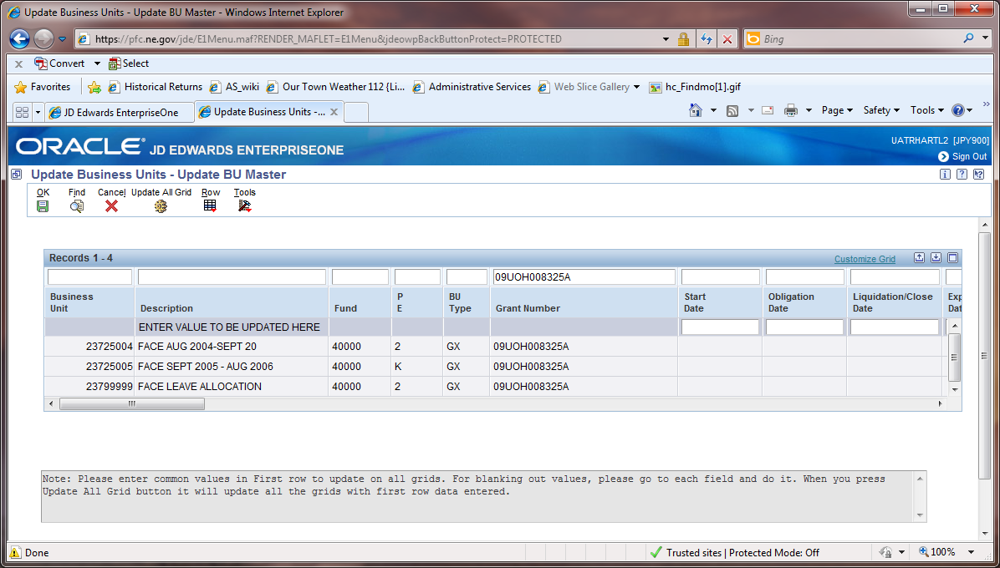 Update Business Units - Update BU Master - Windows Internet Explorer
https://pfc.ne.gov/jde/E1Menu.maf?RENDER_MAFLET=E1Menu&jdeowpBackButtonProtect=PROTECTED
Bing
Convert Select
Favorites Historical Returns AS_wiki Our Town Weather 112 {Li... Administrative Services Web Slice Gallery hc_Findmo[1].gif
JD Edwards EnterpriseOne Update Business Units -... Page Safety Tools
ORACLE® JD EDWARDS ENTERPRISEONE
UATRHARTL2 [JPY900]
Sign Out
Update Business Units - Update BU Master
OK Find Cancel Update All Grid Row Tools
Records 1 - 4 Customize Grid
09UOH008325A
Business Unit Description Fund P E BU Type Grant Number Start Date Obligation Date Liquidation/Close Date Exp Dat
ENTER VALUE TO BE UPDATED HERE
23725004 FACE AUG 2004-SEPT 20 40000 2 GX 09UOH008325A
23725005 FACE SEPT 2005 - AUG 2006 40000 K GX 09UOH008325A
23799999 FACE LEAVE ALLOCATION 40000 2 GX 09UOH008325A
Note: Please enter common values in First row to update on all grids. For blanking out values, please go to each field and do it. When you press
Update All Grid button it will update all the grids with first row data entered.
Done Trusted sites | Protected Mode: Off 100%